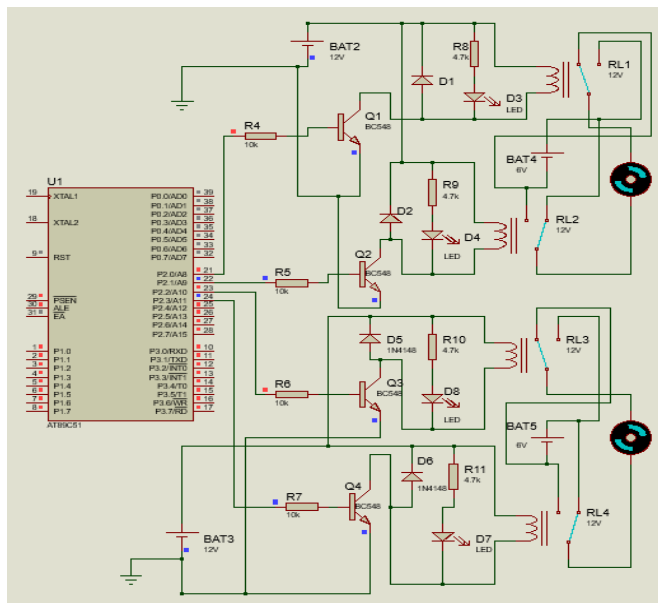 BAT2
12V
R8
4.7k
RL1
12V
D1
D3
LED
Q1
BC548
R4
10k
BAT4
6V
U1
19 XTAL1
18 XTAL2
9 RST
29 PSEN
30 ALE
31 EA
1 P1.0
2 P1.1
3 P1.2
4 P1.3
5 P1.4
6 P1.5
7 P1.6
8 P1.7
P0.0/AD0 39
P0.1/AD1 38
P0.2/AD2 37
P0.3/AD3 36
P0.4/AD4 35
P0.5/AD5 34
P0.6/AD6 33
P0.7/AD7 32
P2.0/A8 21
P2.1/A9 22
P2.2/A10 23
P2.3/A11 24
P2.4/A12 25
P2.5/A13 26
P2.6/A14 27
P2.7/A15 28
P3.0/RXD 10
P3.1/TXD 11
P3.2/INT0 12
P3.3/INT1 13
P3.4/T0 14
P3.5/T1 15
P3.6/WR 16
P3.7/RD 17
AT89C51
R9
4.7k
D2
D4
LED
RL2
12V
Q2
BC548
R5
10k
D5
1N4148
R10
4.7k
RL3
12V
Q3
BC548
D8
LED
R6
10k
BAT5
6V
D6
1N4148
R11
4.7k
Q4
BC548
R7
10k
D7
LED
RL4
12V
BAT3
12V